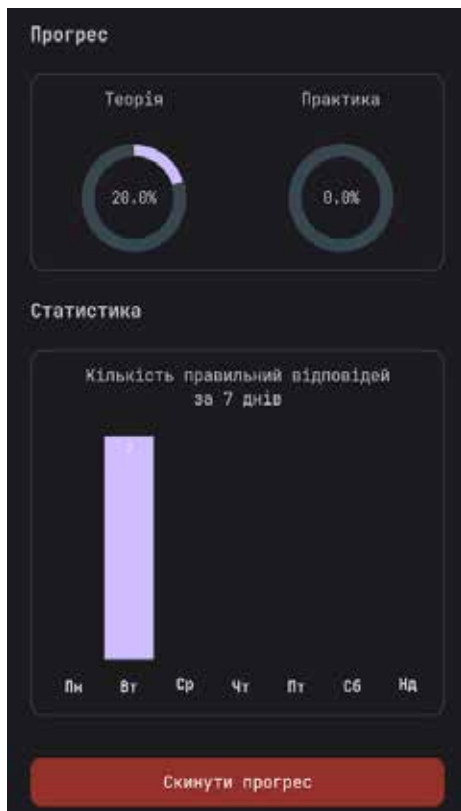 Прогрес
Теорія Практика
20.0% 0.0%
Статистика
Кількість правильний відповідей
за 7 днів
Пн Вт Ср Чт Пт Сб Нд
Скинути прогрес